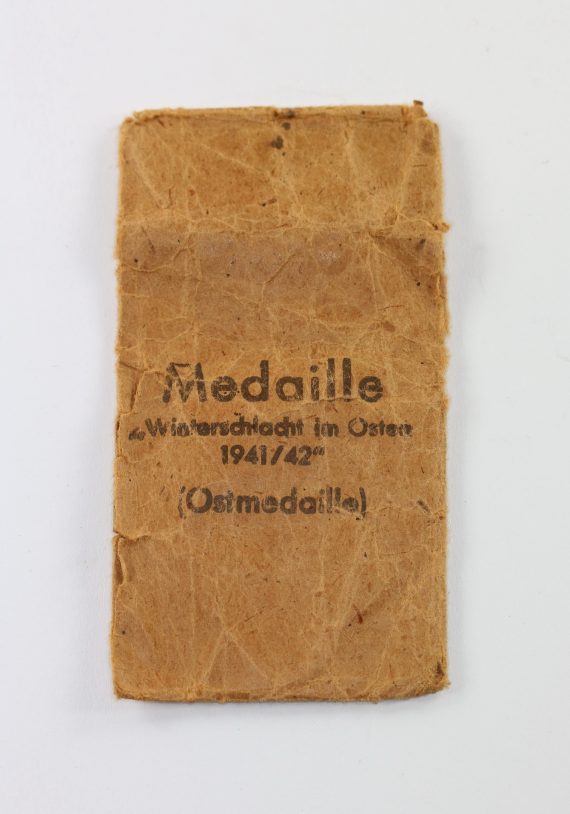 Medaille
„Winterschlacht im Osten
1941/42“
(Ostmedaille)